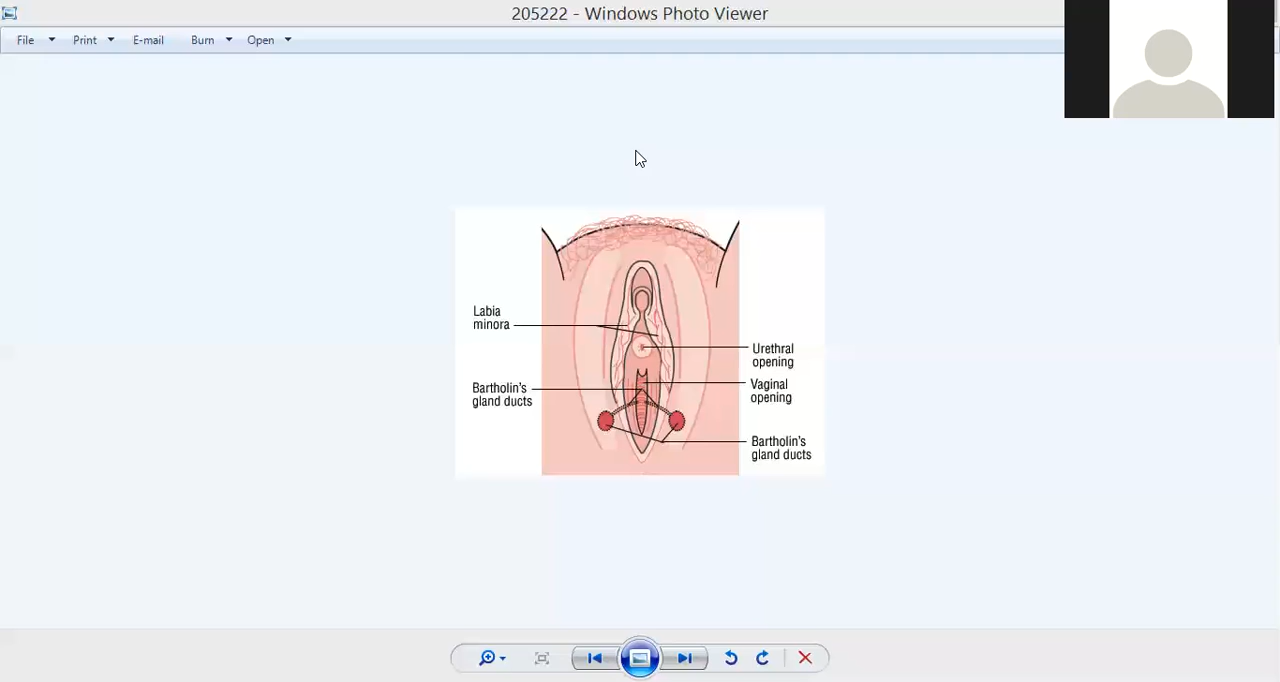 205222 - Windows Photo Viewer
File Print E-mail Burn Open
Labia
minora
Urethral
opening
Bartholin's
gland ducts
Vaginal
opening
Bartholin's
gland ducts